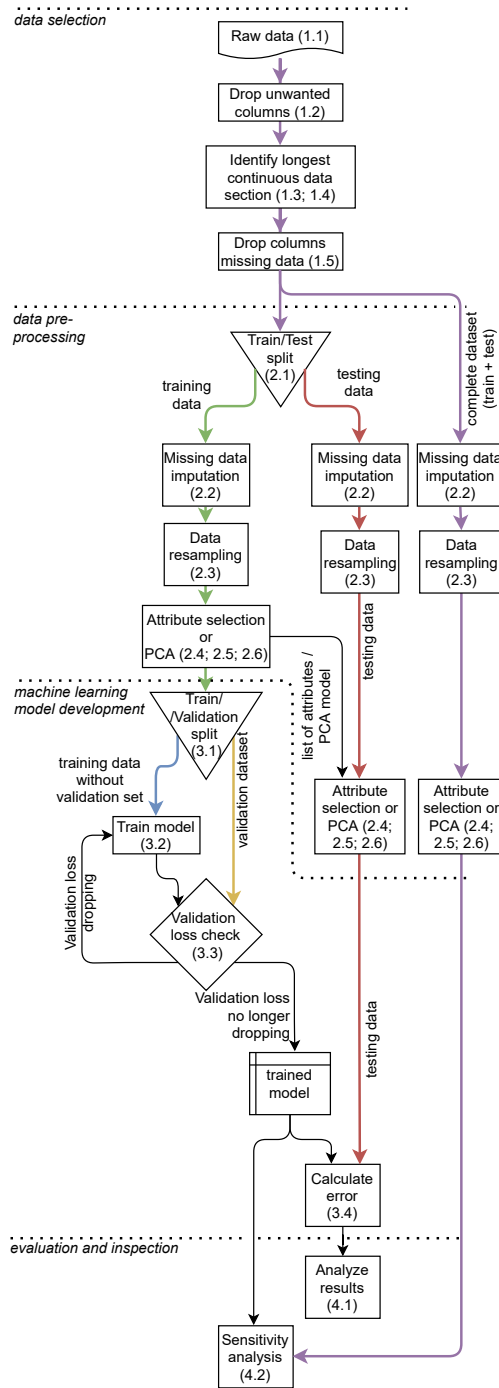 data selection
Raw data (1.1)
Drop unwanted
columns (1.2)
Identify longest
continuous data
section
(1.3; 1.4)
Drop columns
missing data (1.5)
data pre-
processing
Train/Test
split
(2.1)
training
data
testing
data
complete dataset
(train + test)
Missing data
imputation
(2.2)
Missing data
imputation
(2.2)
Missing data
imputation
(2.2)
Data
resampling
(2.3)
Data
resampling
(2.3)
Data
resampling
(2.3)
Attribute selection
or
PCA (2.4; 2.5; 2.6)
testing data
list of attributes /
PCA model
machine learning
model development
Train/
/Validation
split
(3.1)
training data
without
validation set
validation dataset
Attribute
selection or
PCA (2.4;
2.5; 2.6)
Attribute
selection or
PCA (2.4;
2.5; 2.6)
Train model
(3.2)
Validation loss
dropping
Validation
loss check
(3.3)
Validation loss
no longer
dropping
testing data
trained
model
Calculate
error
(3.4)
evaluation and inspection
Analyze
results
(4.1)
Sensitivity
analysis
(4.2)